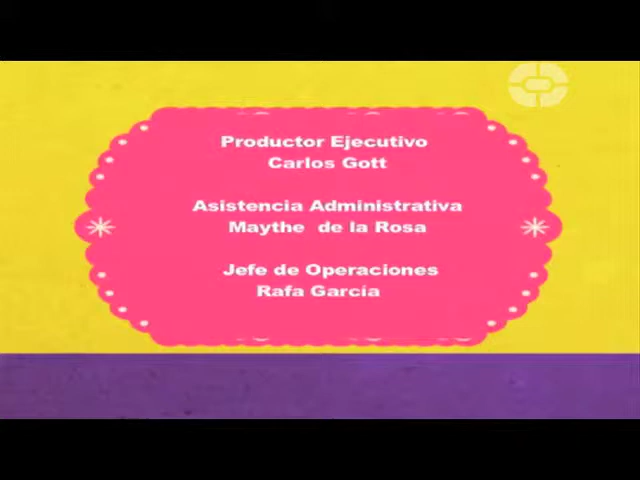 Productor Ejecutivo
Carlos Gott
Asistencia Administrativa
Maythe de la Rosa
Jefe de Operaciones
Rafa García